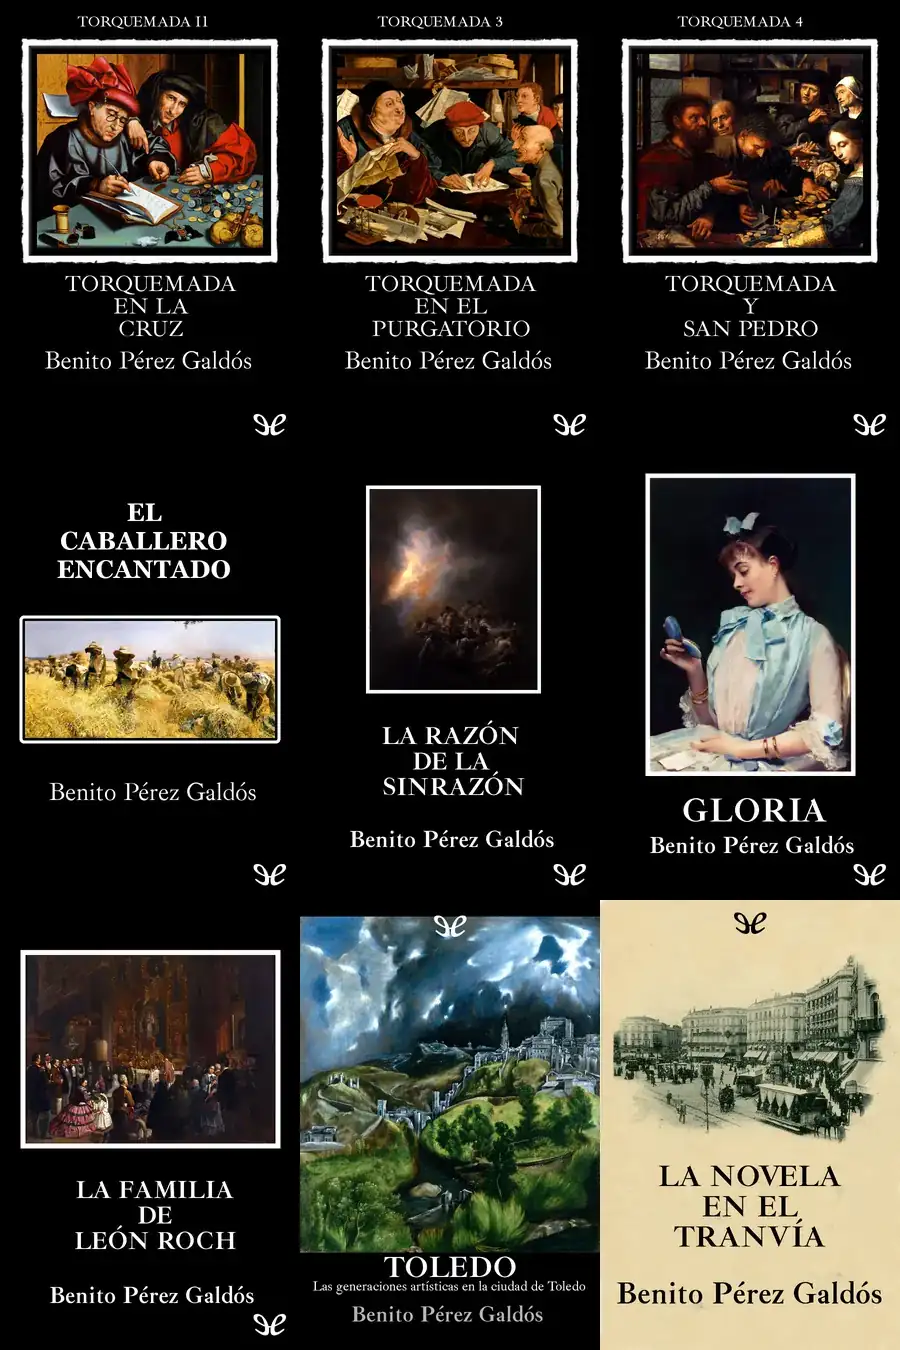 TORQUEMADA II
TORQUEMADA
EN LA
CRUZ
Benito Pérez Galdós
TORQUEMADA 3
TORQUEMADA
EN EL
PURGATORIO
Benito Pérez Galdós
TORQUEMADA 4
TORQUEMADA
Y
SAN PEDRO
Benito Pérez Galdós
EL
CABALLERO
ENCANTADO
Benito Pérez Galdós
LA RAZÓN
DE LA
SINRAZÓN
Benito Pérez Galdós
GLORIA
Benito Pérez Galdós
LA FAMILIA
DE
LEÓN ROCH
Benito Pérez Galdós
TOLEDO
Las generaciones artísticas en la ciudad de Toledo
Benito Pérez Galdós
LA NOVELA
EN EL
TRANVÍA
Benito Pérez Galdós